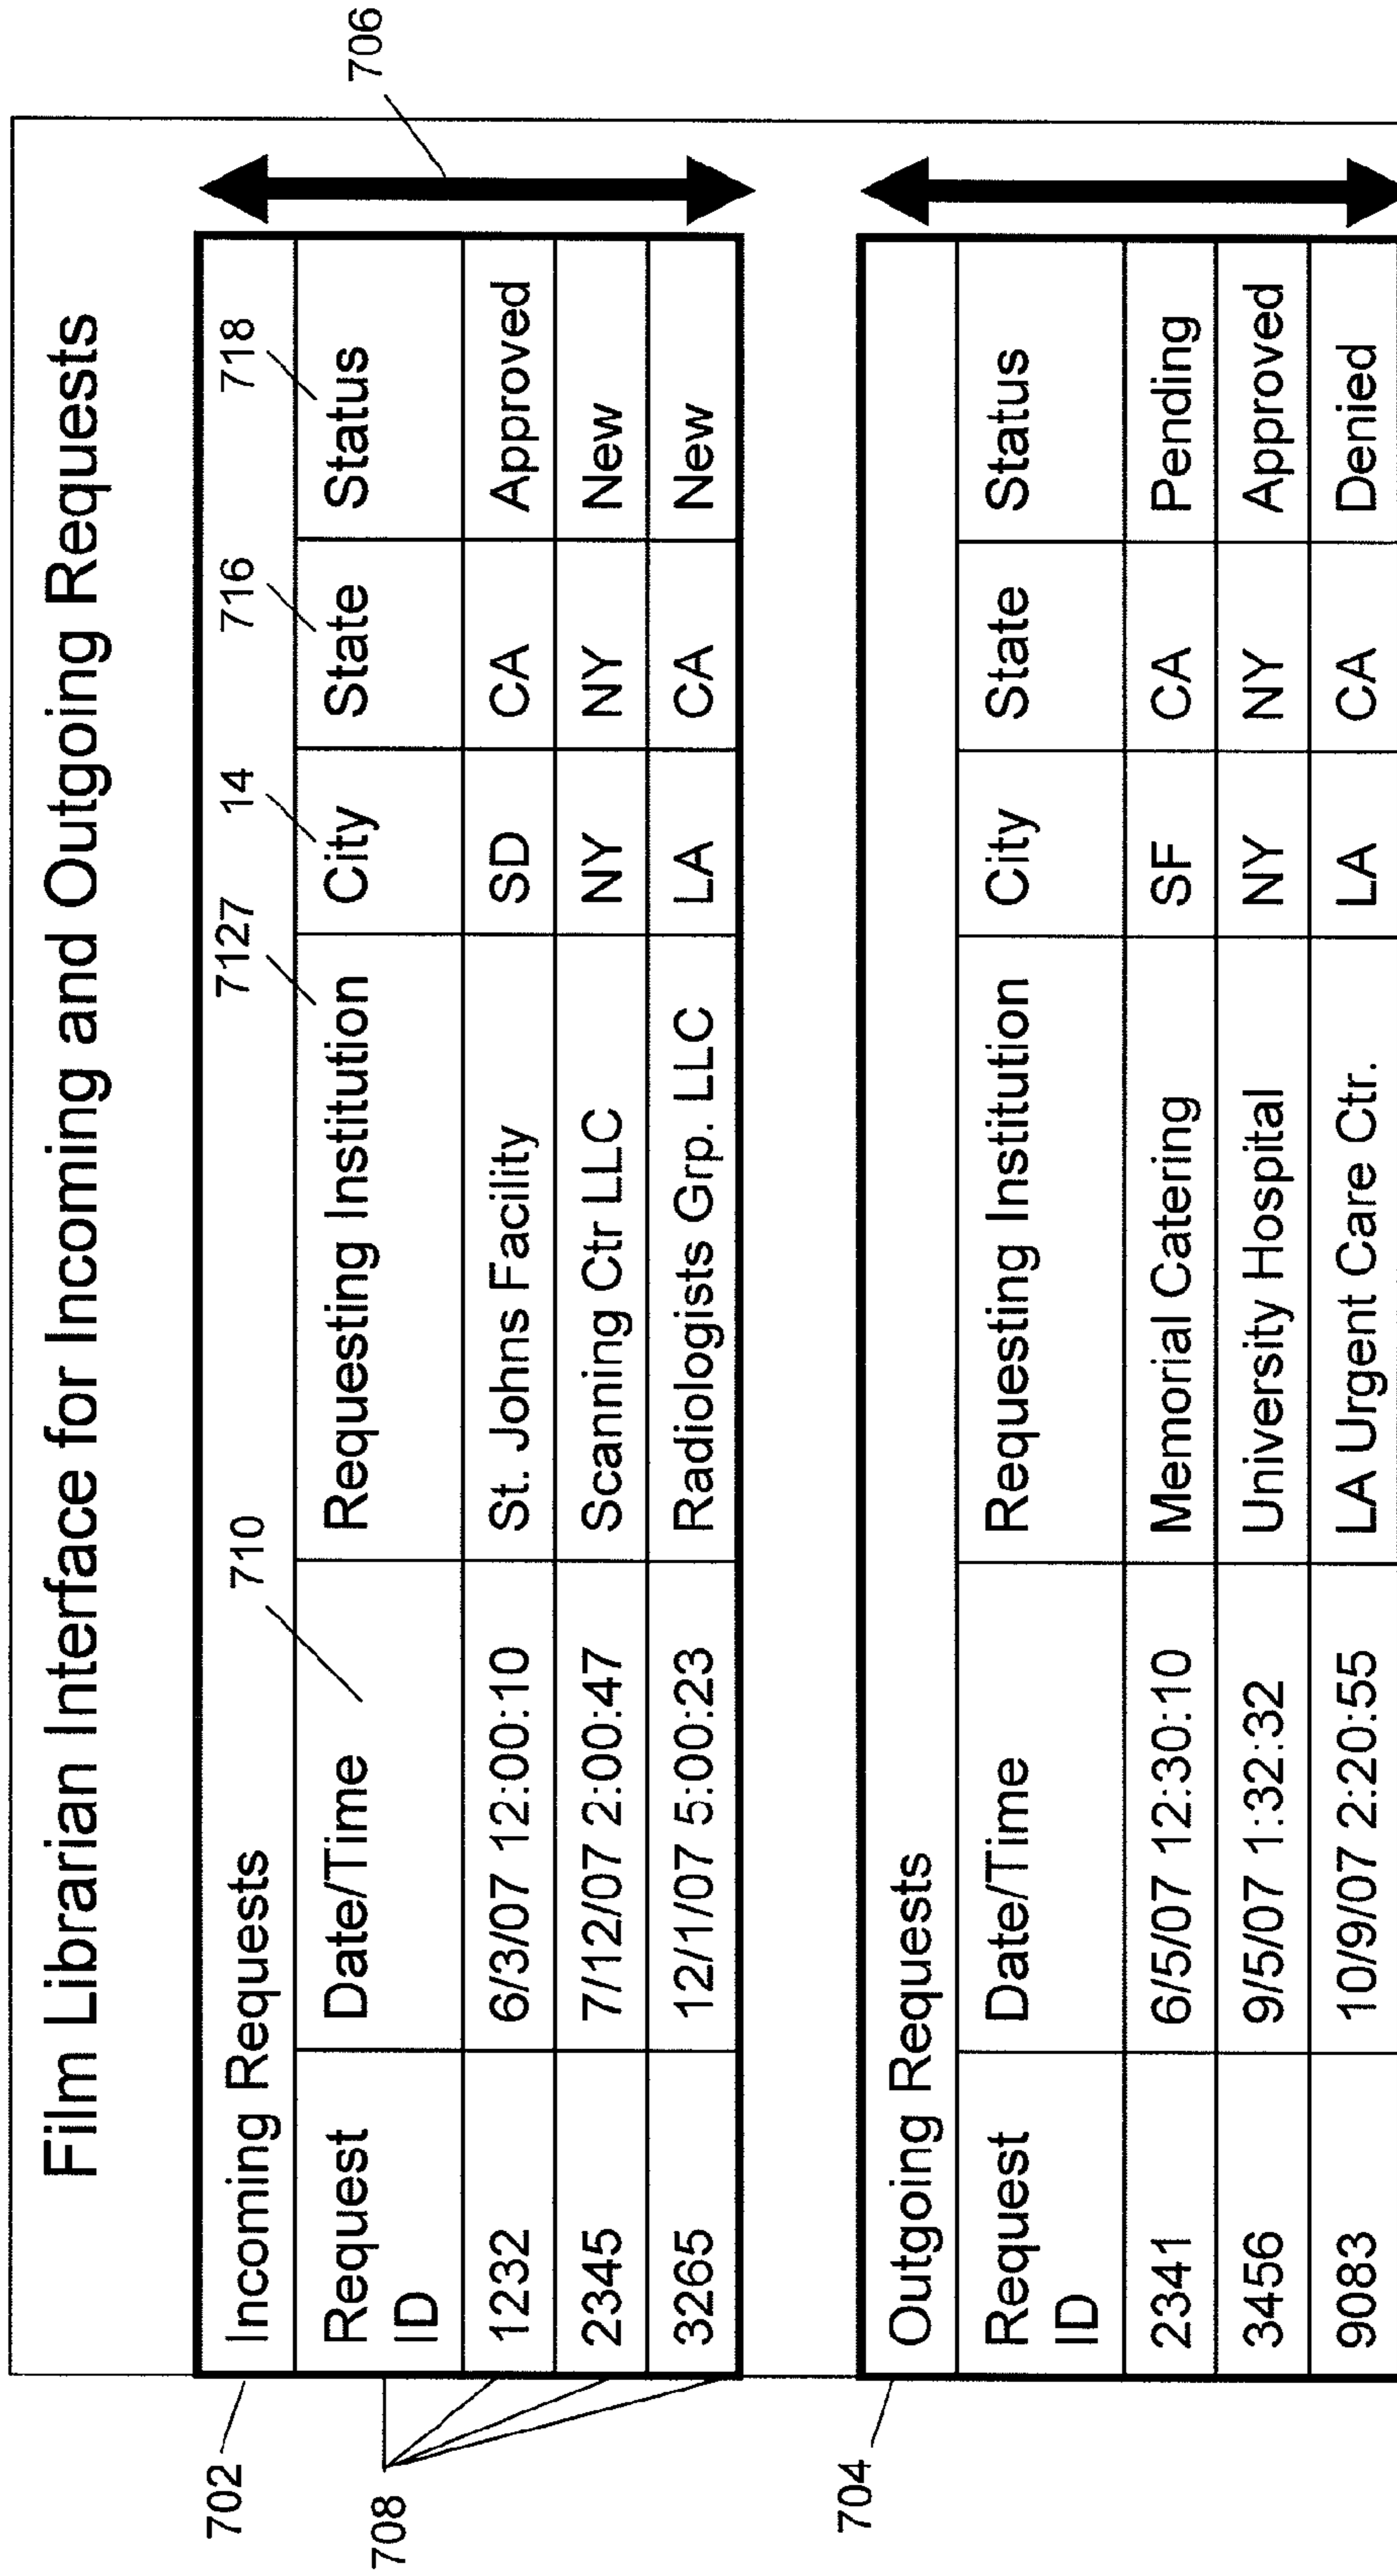 Film Librarian Interface for Incoming and Outgoing Requests
706
702
Incoming Requests
710
7127
14
716
718
Request ID Date/Time Requesting Institution City State Status
708
1232 6/3/07 12:00:10 St. Johns Facility SD CA Approved
2345 7/12/07 2:00:47 Scanning Ctr LLC NY NY New
3265 12/1/07 5:00:23 Radiologists Grp. LLC LA CA New
704
Outgoing Requests
Request ID Date/Time Requesting Institution City State Status
2341 6/5/07 12:30:10 Memorial Catering SF CA Pending
3456 9/5/07 1:32:32 University Hospital NY NY Approved
9083 10/9/07 2:20:55 LA Urgent Care Ctr. LA CA Denied